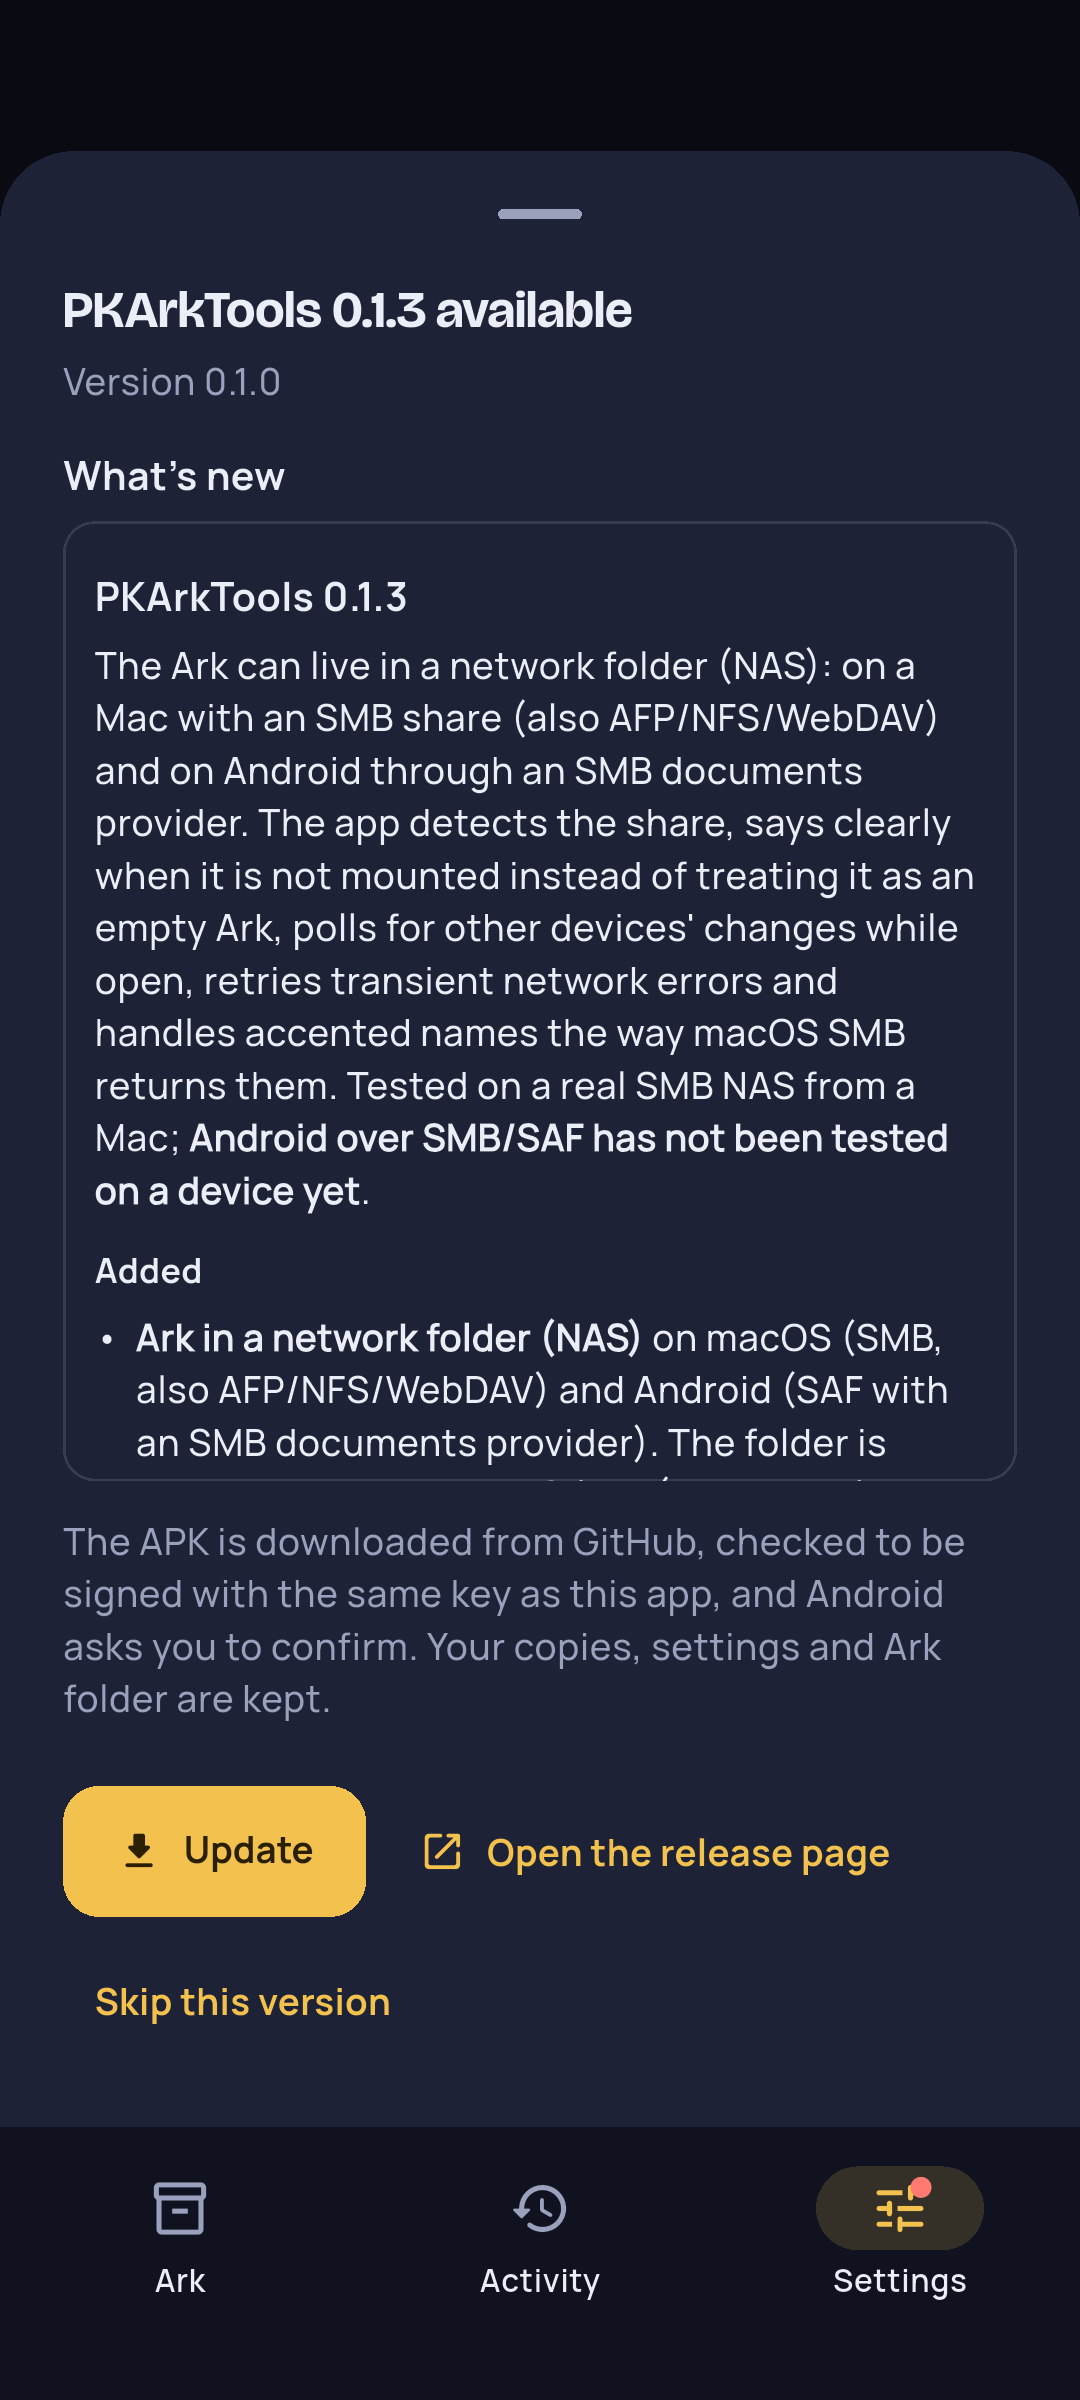 PKArkTools 0.1.3 available
Version 0.1.0
What’s new
PKArkTools 0.1.3
The Ark can live in a network folder (NAS): on a
Mac with an SMB share (also AFP/NFS/WebDAV)
and on Android through an SMB documents
provider. The app detects the share, says clearly
when it is not mounted instead of treating it as an
empty Ark, polls for other devices' changes while
open, retries transient network errors and
handles accented names the way macOS SMB
returns them. Tested on a real SMB NAS from a
Mac; Android over SMB/SAF has not been tested
on a device yet.
Added
• Ark in a network folder (NAS) on macOS (SMB,
also AFP/NFS/WebDAV) and Android (SAF with
an SMB documents provider). The folder is
The APK is downloaded from GitHub, checked to be
signed with the same key as this app, and Android
asks you to confirm. Your copies, settings and Ark
folder are kept.
Update
Open the release page
Skip this version
Ark
Activity
Settings